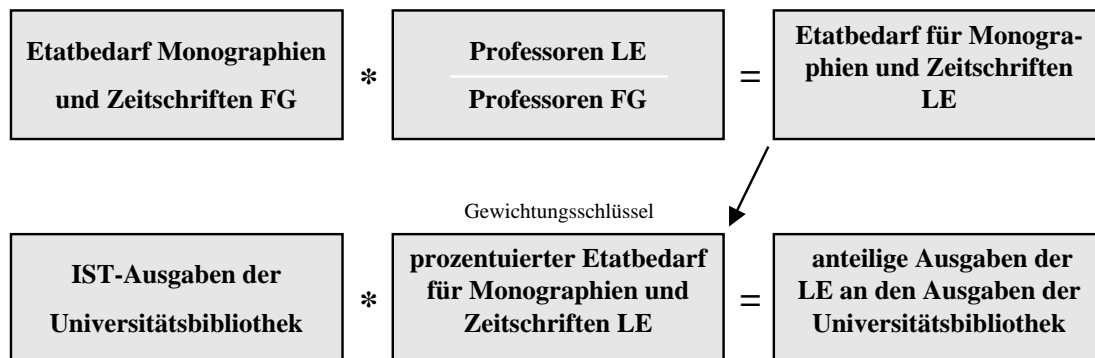 Etatbedarf Monographien
und Zeitschriften FG
*
Professoren LE
Professoren FG
=
Etatbedarf für Monogra-
phien und Zeitschriften
LE
Gewichtungsschlüssel
IST-Ausgaben der
Universitätsbibliothek
*
prozentuierter Etatbedarf
für Monographien und
Zeitschriften LE
=
anteilige Ausgaben der
LE an den Ausgaben der
Universitätsbibliothek